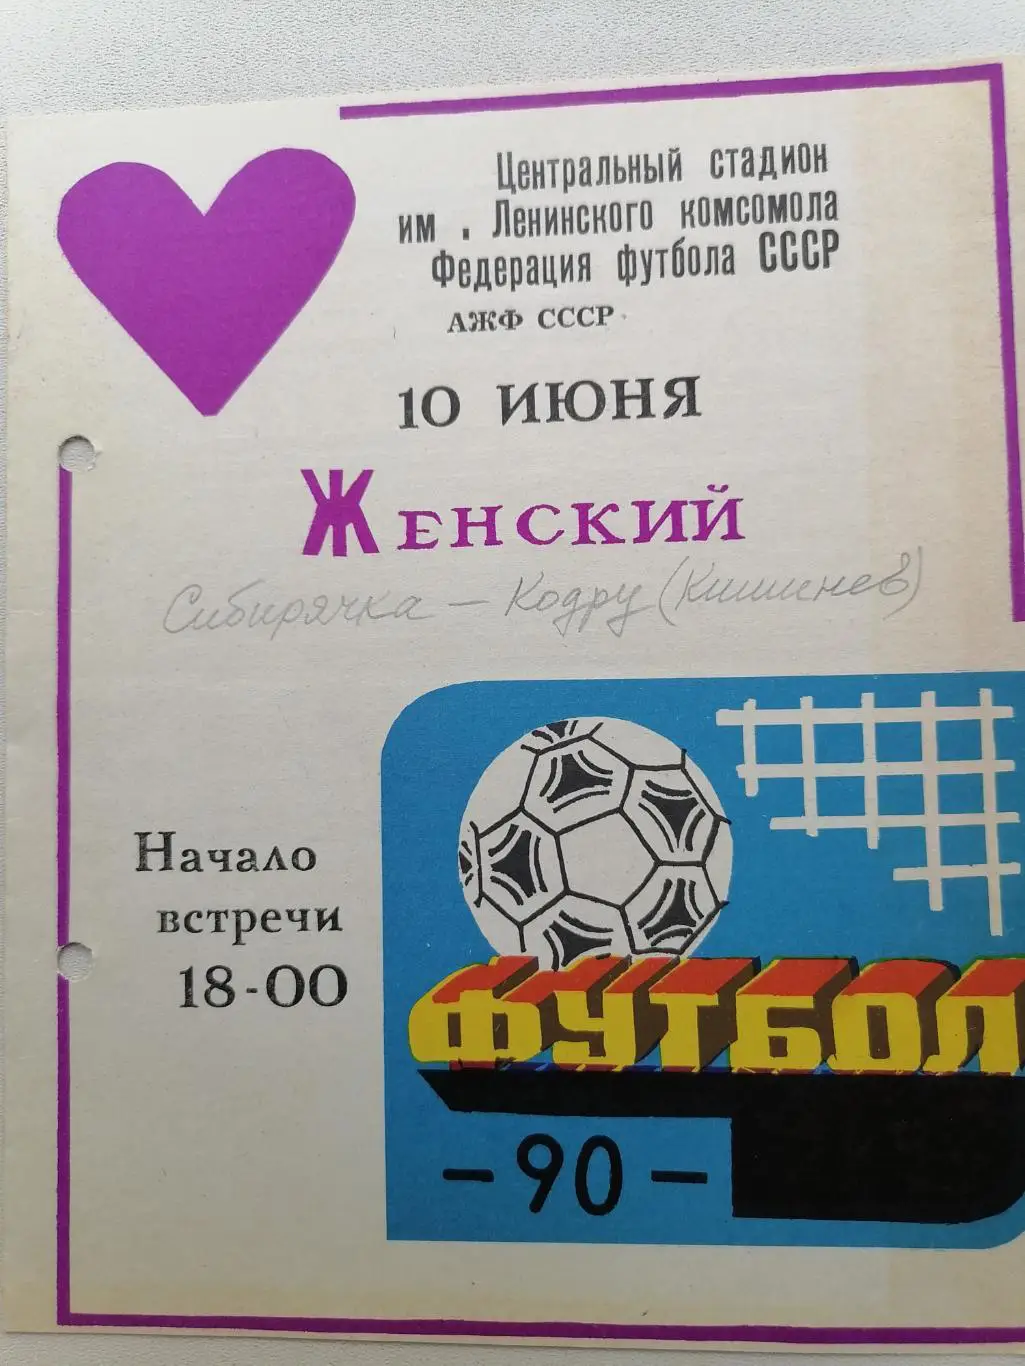 Центральный стадион
им. Ленинского комсомола
Федерация футбола СССР
АЖФ СССР
10 ИЮНЯ
ЖЕНСКИЙ
Сибирячка - Кодру (Кишинев)
Начало
встречи
18-00
ФУТБОЛ
- 90 -